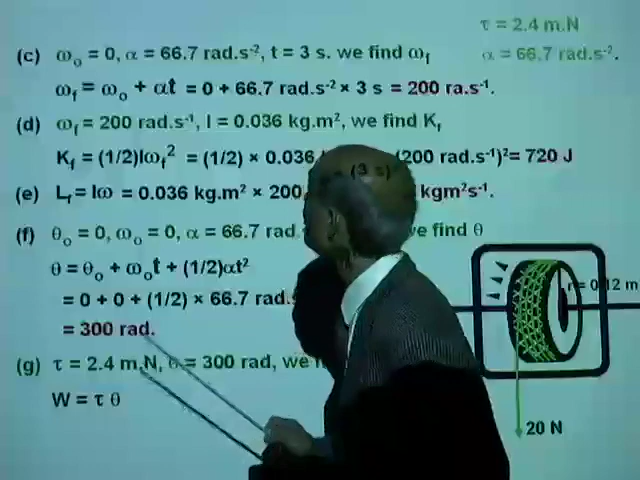 τ = 2.4 m.N
(c) ω₀ = 0, α = 66.7 rad.s⁻², t = 3 s. we find ω_f
α = 66.7 rad.s⁻².
ω_f = ω₀ + αt = 0 + 66.7 rad.s⁻² × 3 s = 200 ra.s⁻¹.
(d) ω_f = 200 rad.s⁻¹, I = 0.036 kg.m², we find K_f
K_f = (1/2)Iω_f² = (1/2) × 0.036 (200 rad.s⁻¹)² = 720 J
(3 s)
(e) L_f = Iω = 0.036 kg.m² × 200 kgm²s⁻¹.
(f) θ₀ = 0, ω₀ = 0, α = 66.7 rad find θ
θ = θ₀ + ω₀t + (1/2)αt²
= 0 + 0 + (1/2) × 66.7 rad.
= 0.12 m
= 300 rad.
(g) τ = 2.4 m.N, = 300 rad,
W = τ θ
20 N